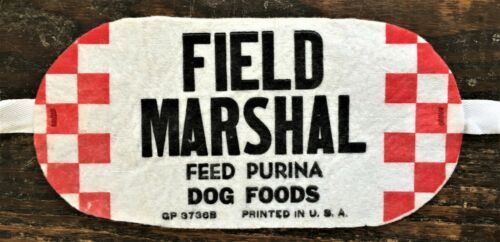 FIELD
MARSHAL
FEED PURINA
DOG FOODS
GP 3736B PRINTED IN U. S. A.